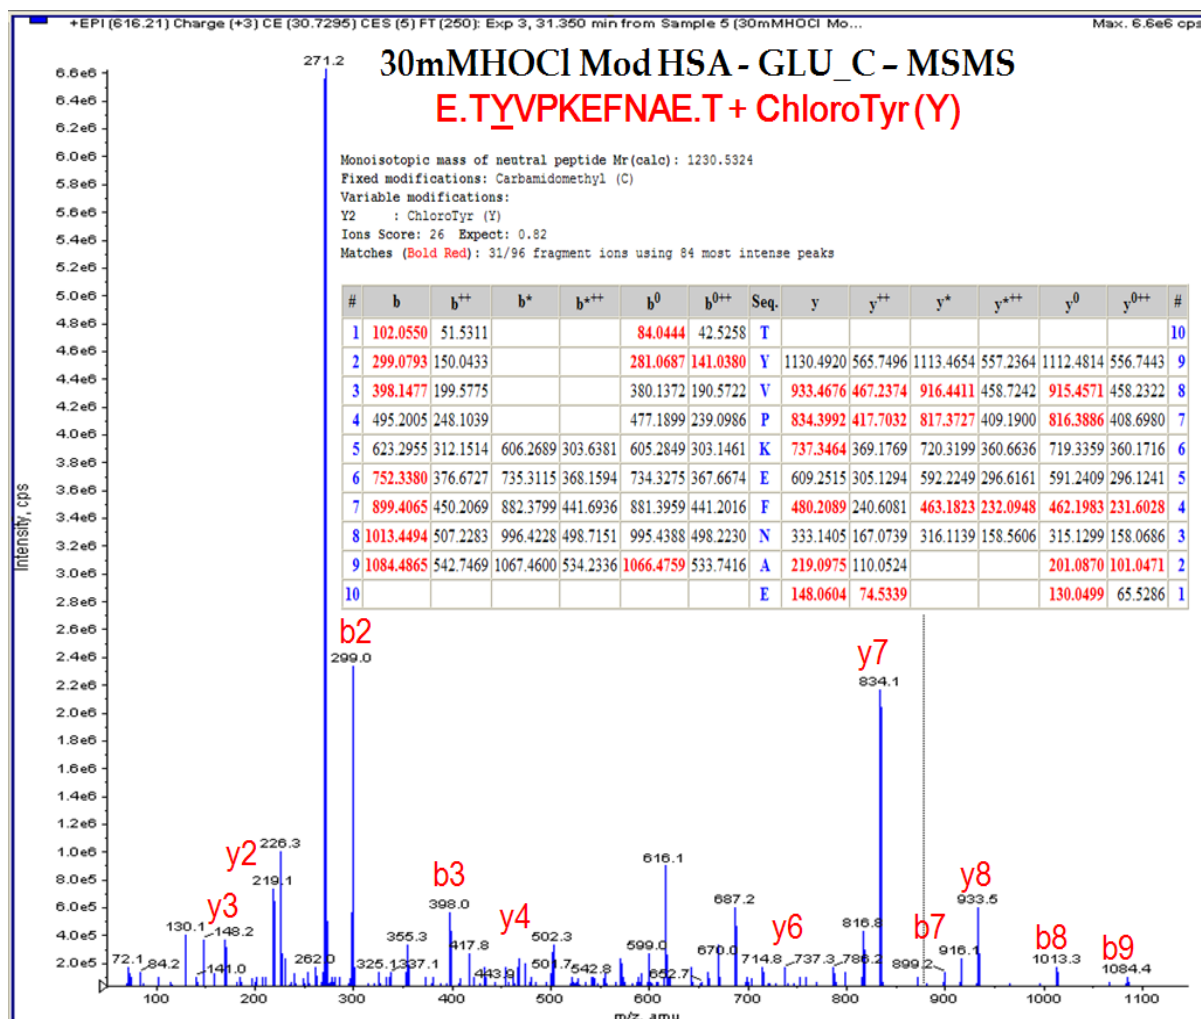 +EPI (616.21) Charge (+3) CE (30.7295) CES (5) FT (250): Exp 3, 31.350 min from Sample 5 (30mMHOCl Mo... Max. 6.6e6 cps
30mMHOCl Mod HSA - GLU_C – MSMS
E.TYVPKEFNAE.T + ChloroTyr (Y)
Monoisotopic mass of neutral peptide Mr(calc): 1230.5324
Fixed modifications: Carbamidomethyl (C)
Variable modifications:
Y2 : ChloroTyr (Y)
Ions Score: 26 Expect: 0.82
Matches (Bold Red): 31/96 fragment ions using 84 most intense peaks
# b b++ b* b*++ b0 b0++ Seq. y y++ y* y*++ y0 y0++ #
1 102.0550 51.5311 84.0444 42.5258 T 10
2 299.0793 150.0433 281.0687 141.0380 Y 1130.4920 565.7496 1113.4654 557.2364 1112.4814 556.7443 9
3 398.1477 199.5775 380.1372 190.5722 V 933.4676 467.2374 916.4411 458.7242 915.4571 458.2322 8
4 495.2005 248.1039 477.1899 239.0986 P 834.3992 417.7032 817.3727 409.1900 816.3886 408.6980 7
5 623.2955 312.1514 606.2689 303.6381 605.2849 303.1461 K 737.3464 369.1769 720.3199 360.6636 719.3359 360.1716 6
6 752.3380 376.6727 735.3115 368.1594 734.3275 367.6674 E 609.2515 305.1294 592.2249 296.6161 591.2409 296.1241 5
7 899.4065 450.2069 882.3799 441.6936 881.3959 441.2016 F 480.2089 240.6081 463.1823 232.0948 462.1983 231.6028 4
8 1013.4494 507.2283 996.4228 498.7151 995.4388 498.2230 N 333.1405 167.0739 316.1139 158.5606 315.1299 158.0686 3
9 1084.4865 542.7469 1067.4600 534.2336 1066.4759 533.7416 A 219.0975 110.0524 201.0870 101.0471 2
10 E 148.0604 74.5339 130.0499 65.5286 1
Intensity, cps
6.6e6
6.4e6
6.2e6
6.0e6
5.8e6
5.6e6
5.4e6
5.2e6
5.0e6
4.8e6
4.6e6
4.4e6
4.2e6
4.0e6
3.8e6
3.6e6
3.4e6
3.2e6
3.0e6
2.8e6
2.6e6
2.4e6
2.2e6
2.0e6
1.8e6
1.6e6
1.4e6
1.2e6
1.0e6
8.0e5
6.0e5
4.0e5
2.0e5
271.2
b2
299.0
y7
834.1
y2
226.3
219.1
y3
130.1
148.2
72.1
84.2
141.0
262.0
325.1
337.1
355.3
b3
398.0
417.8
443.9
y4
502.3
501.7
542.8
599.0
616.1
652.7
670.0
687.2
714.8
y6
737.3
786.2
816.8
b7
899.2
916.1
y8
933.5
b8
1013.3
b9
1084.4
100 200 300 400 500 600 700 800 900 1000 1100
m/z, amu